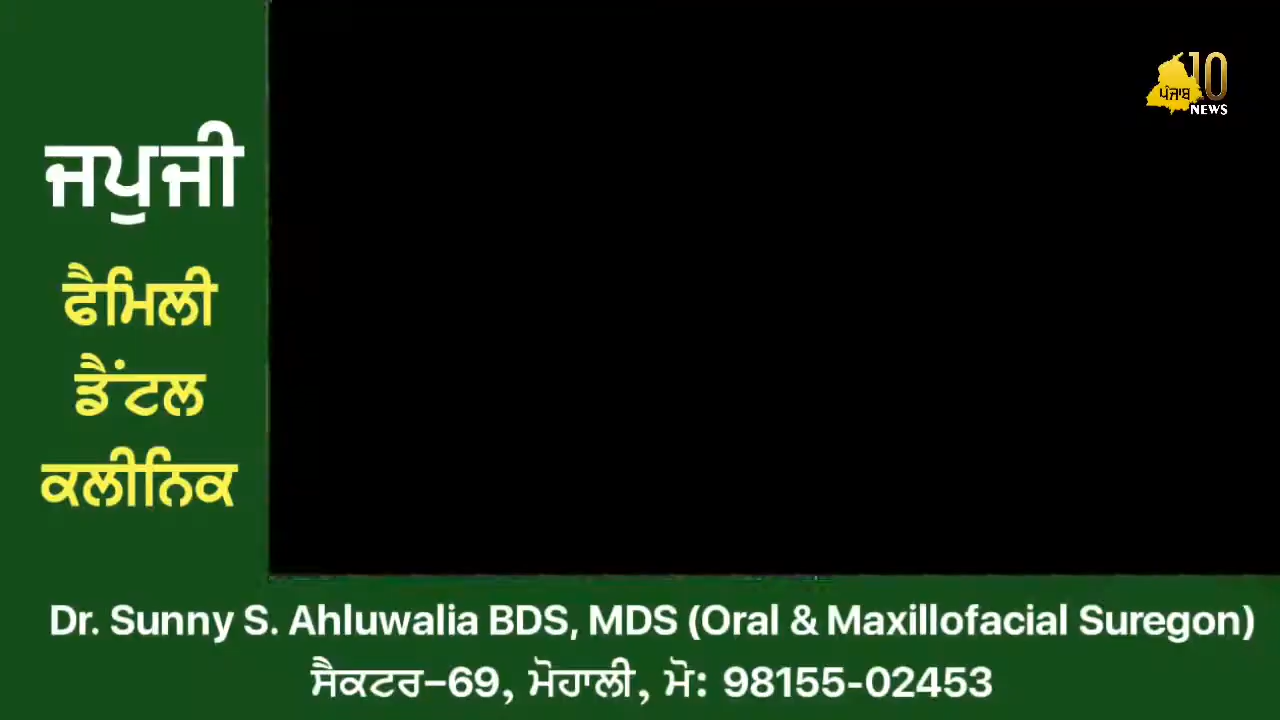 ਜਪੁਜੀ
ਫੈਮਿਲੀ
ਡੈਂਟਲ
ਕਲੀਨਿਕ
10
ਪੰਜਾਬ
NEWS
Dr. Sunny S. Ahluwalia BDS, MDS (Oral & Maxillofacial Suregon)
ਸੈਕਟਰ–69, ਮੋਹਾਲੀ, ਮੋ: 98155-02453